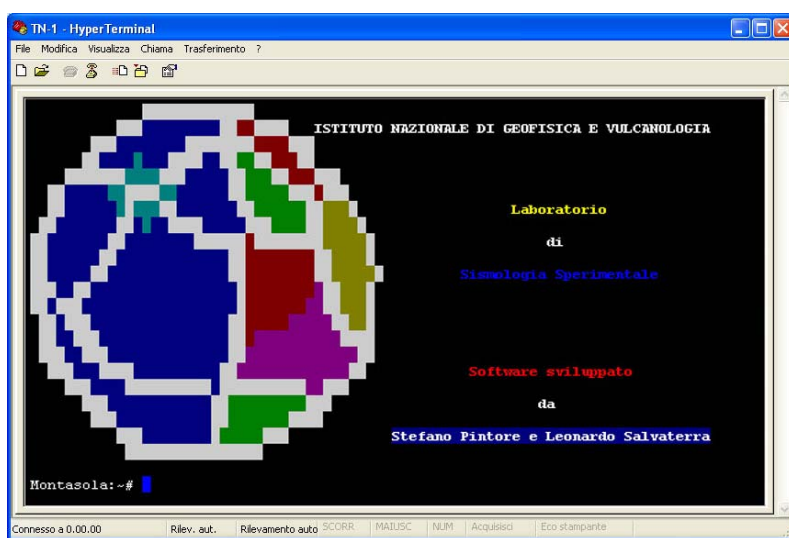 TN-1 - HyperTerminal
File Modifica Visualizza Chiama Trasferimento ?
ISTITUTO NAZIONALE DI GEOFISICA E VULCANOLOGIA
Laboratorio
di
Sismologia Sperimentale
Software sviluppato
da
Stefano Pintore e Leonardo Salvaterra
Montasola:~#
Connesso a 0.00.00 Rilev. aut. Rilevamento auto SCORR MAIUSC NUM Acquisisci Eco stampante